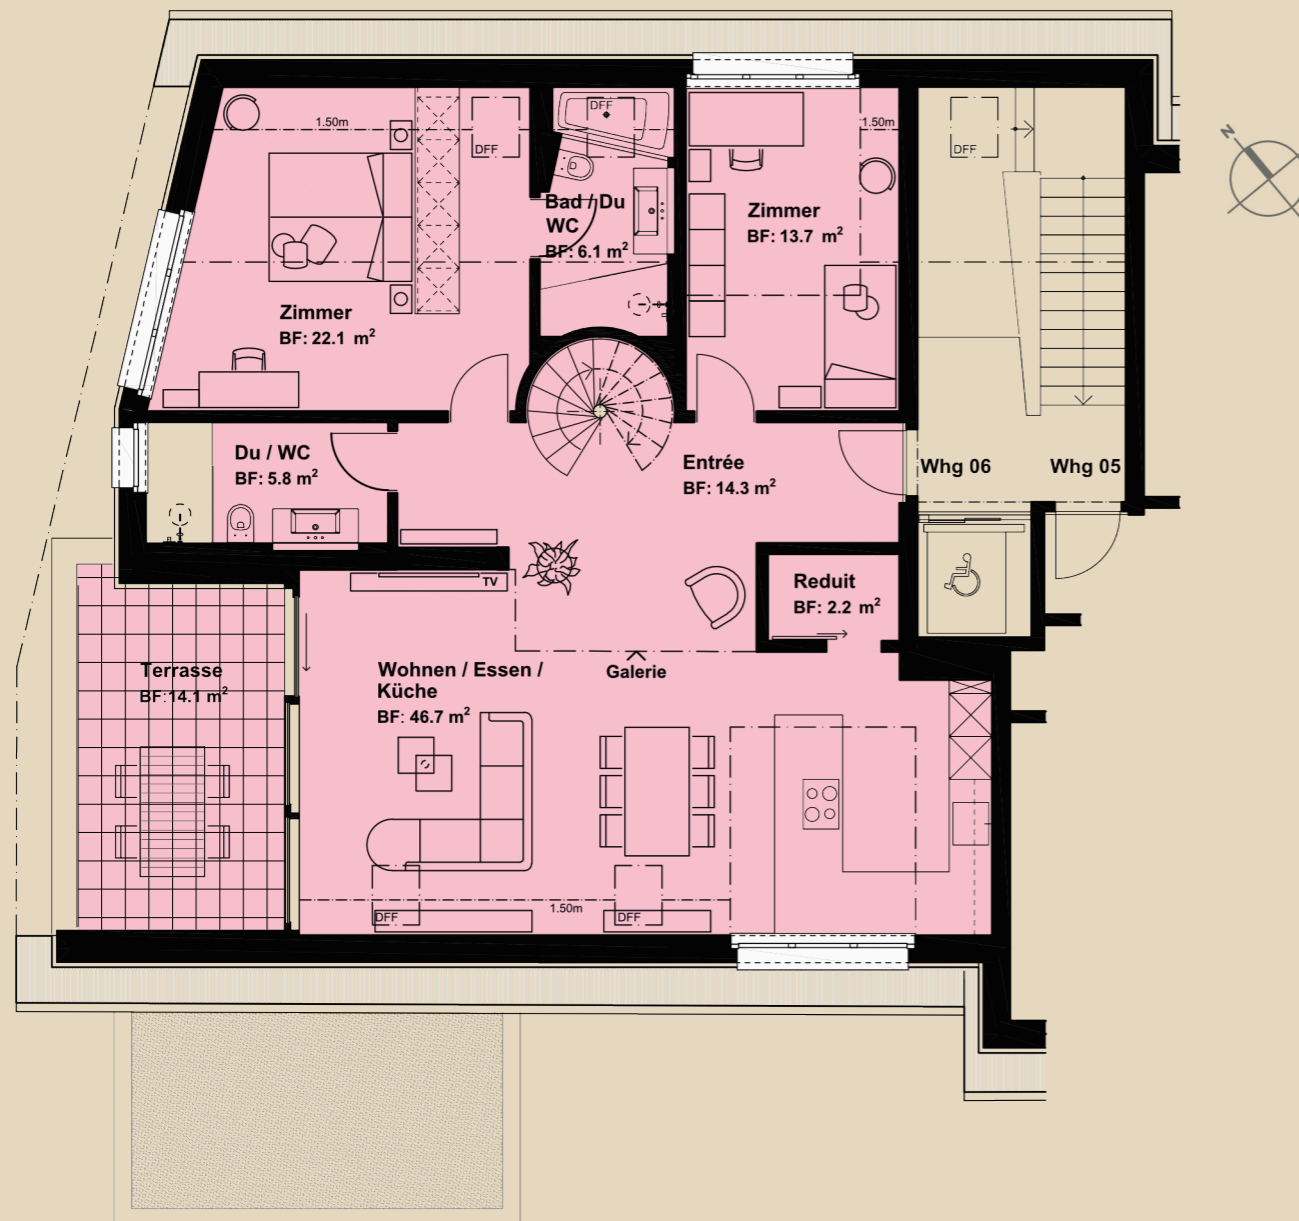 N
1.50m
DFF
DFF
1.50m
DFF
Bad / Du
WC
BF: 6.1 m²
Zimmer
BF: 13.7 m²
Zimmer
BF: 22.1 m²
Du / WC
BF: 5.8 m²
Entrée
BF: 14.3 m²
Whg 06
Whg 05
TV
Reduit
BF: 2.2 m²
Terrasse
BF:14.1 m²
Wohnen / Essen /
Küche
BF: 46.7 m²
Galerie
1.50m
DFF
DFF